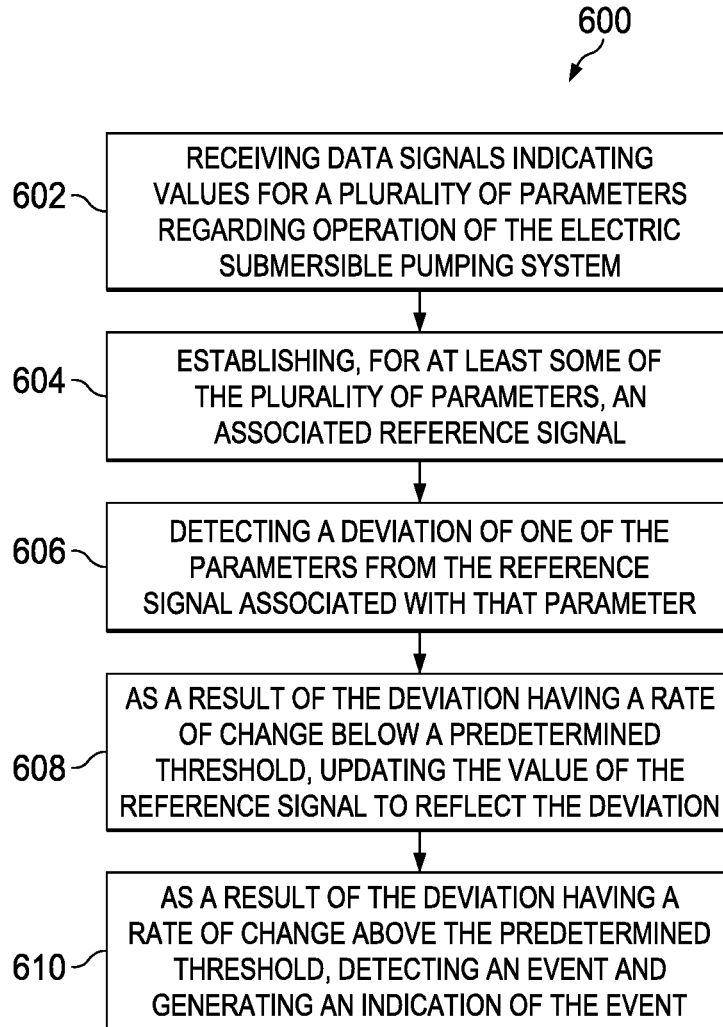 600
602
RECEIVING DATA SIGNALS INDICATING
VALUES FOR A PLURALITY OF PARAMETERS
REGARDING OPERATION OF THE ELECTRIC
SUBMERSIBLE PUMPING SYSTEM
604
ESTABLISHING, FOR AT LEAST SOME OF
THE PLURALITY OF PARAMETERS, AN
ASSOCIATED REFERENCE SIGNAL
606
DETECTING A DEVIATION OF ONE OF THE
PARAMETERS FROM THE REFERENCE
SIGNAL ASSOCIATED WITH THAT PARAMETER
608
AS A RESULT OF THE DEVIATION HAVING A RATE
OF CHANGE BELOW A PREDETERMINED
THRESHOLD, UPDATING THE VALUE OF THE
REFERENCE SIGNAL TO REFLECT THE DEVIATION
610
AS A RESULT OF THE DEVIATION HAVING A
RATE OF CHANGE ABOVE THE PREDETERMINED
THRESHOLD, DETECTING AN EVENT AND
GENERATING AN INDICATION OF THE EVENT